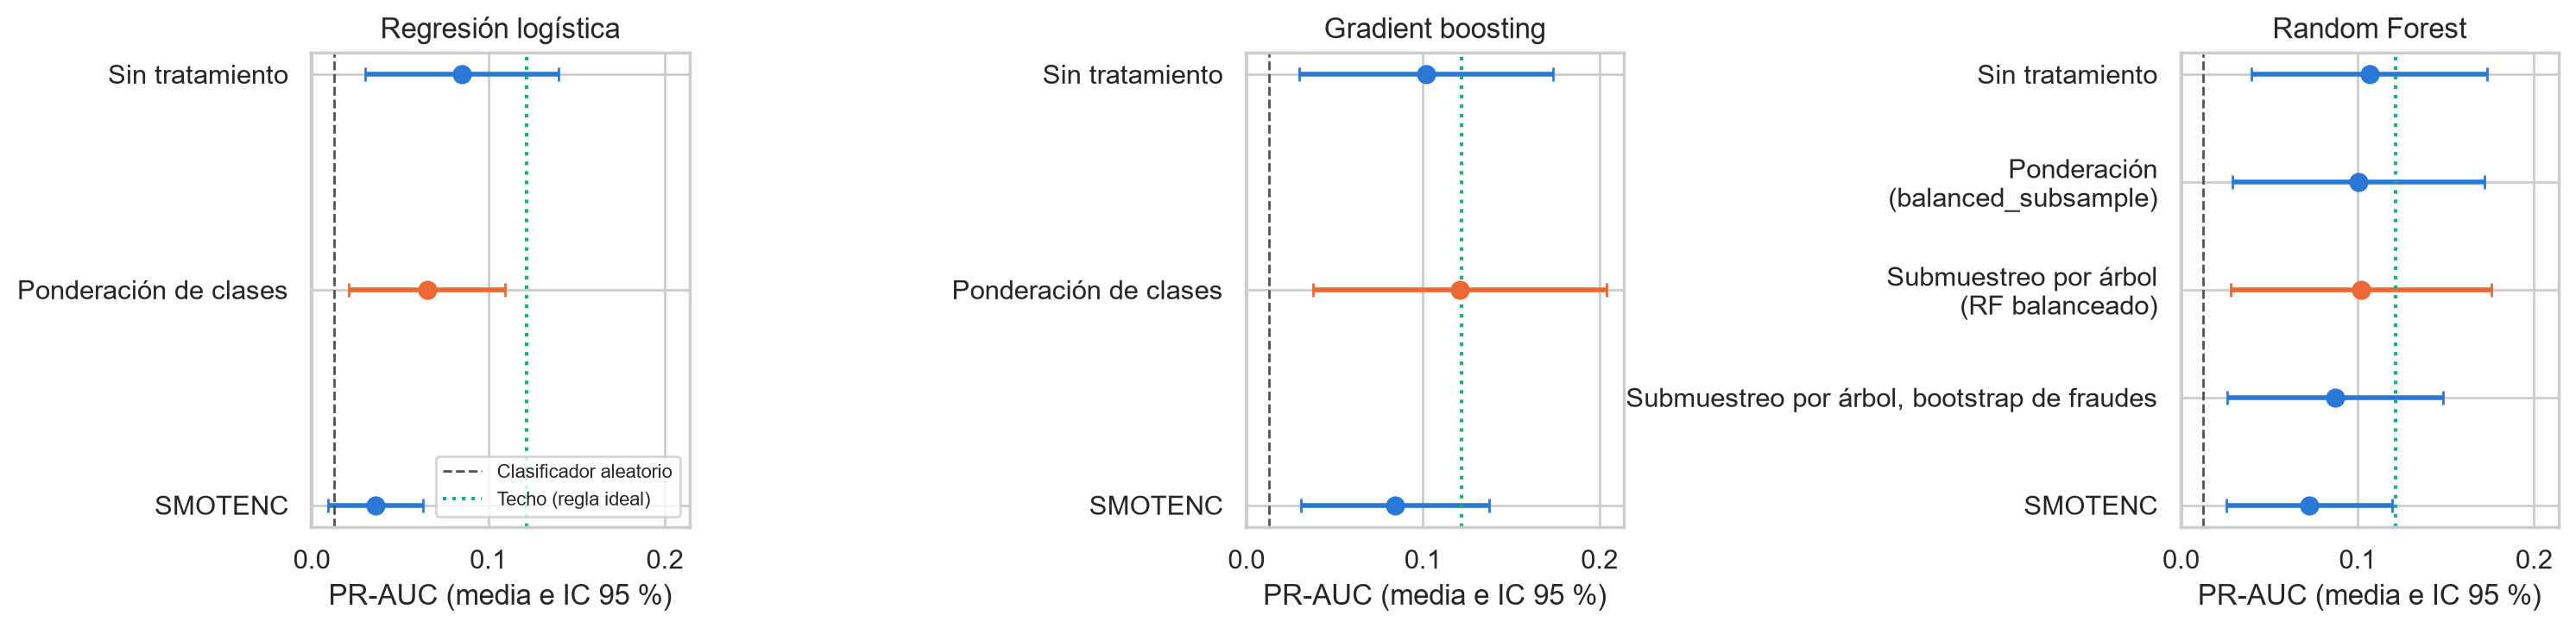 Regresión logística
Sin tratamiento
Ponderación de clases
SMOTENC
Clasificador aleatorio
Techo (regla ideal)
0.0 0.1 0.2
PR-AUC (media e IC 95 %)
Gradient boosting
Sin tratamiento
Ponderación de clases
SMOTENC
0.0 0.1 0.2
PR-AUC (media e IC 95 %)
Random Forest
Sin tratamiento
Ponderación
(balanced_subsample)
Submuestreo por árbol
(RF balanceado)
Submuestreo por árbol, bootstrap de fraudes
SMOTENC
0.0 0.1 0.2
PR-AUC (media e IC 95 %)